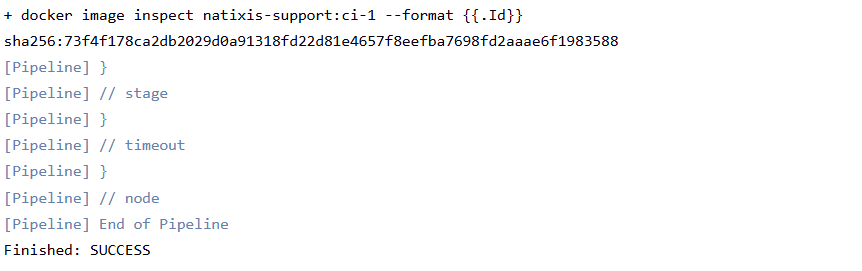 + docker image inspect natixis-support:ci-1 --format {{.Id}}
sha256:73f4f178ca2db2029d0a91318fd22d81e4657f8eefba7698fd2aaae6f1983588
[Pipeline] }
[Pipeline] // stage
[Pipeline] }
[Pipeline] // timeout
[Pipeline] }
[Pipeline] // node
[Pipeline] End of Pipeline
Finished: SUCCESS